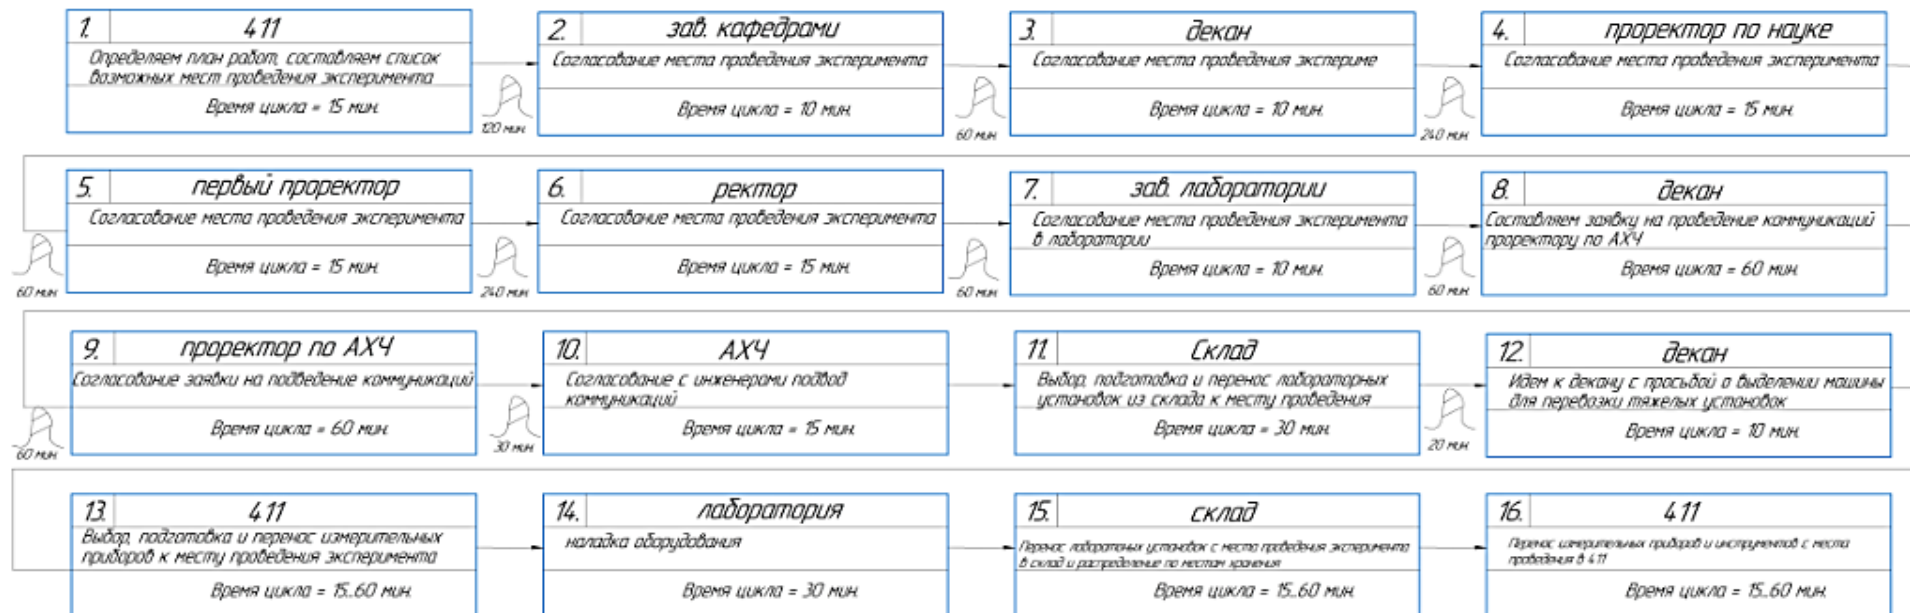 1. 411
Определяем план работ, составляем список
возможных мест проведения эксперимента
Время цикла = 15 мин.
120 мин.
2. зав. кафедрами
Согласование места проведения эксперимента
Время цикла = 10 мин.
60 мин.
3. декан
Согласование места проведения экспериме
Время цикла = 10 мин.
240 мин.
4. проректор по науке
Согласование места проведения эксперимента
Время цикла = 15 мин.
60 мин.
5. первый проректор
Согласование места проведения эксперимента
Время цикла = 15 мин.
240 мин.
6. ректор
Согласование места проведения эксперимента
Время цикла = 15 мин.
60 мин.
7. зав. лаборатории
Согласование места проведения эксперимента
в лаборатории
Время цикла = 10 мин.
60 мин.
8. декан
Составляем заявку на проведение коммуникаций
проректору по АХЧ
Время цикла = 60 мин.
60 мин.
9. проректор по АХЧ
Согласование заявки на подведение коммуникаций
Время цикла = 60 мин.
30 мин.
10. АХЧ
Согласование с инженерами подвод
коммуникаций
Время цикла = 15 мин.
11. Склад
Выбор, подготовка и перенос лабораторных
установок из склада к месту проведения
Время цикла = 30 мин.
20 мин.
12. декан
Идем к декану с просьбой о выделении машины
для перевозки тяжелых установок
Время цикла = 10 мин.
13. 411
Выбор, подготовка и перенос измерительных
приборов к месту проведения эксперимента
Время цикла = 15..60 мин.
14. лаборатория
наладка оборудования
Время цикла = 30 мин.
15. склад
Перенос лабораторных установок с места проведения эксперимента
в склад и распределение по местам хранения
Время цикла = 15..60 мин.
16. 411
Перенос измерительных приборов и инструментов с места
проведения в 411
Время цикла = 15..60 мин.